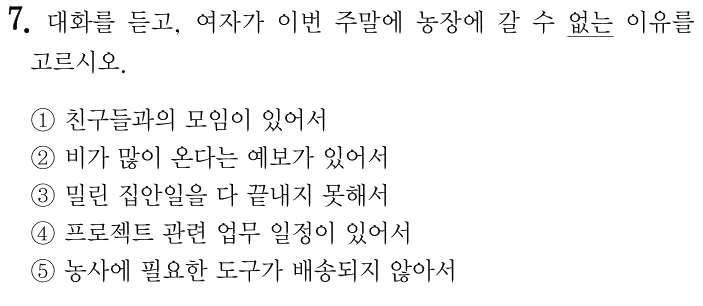 7. 대화를 듣고, 여자가 이번 주말에 농장에 갈 수 없는 이유를
고르시오.
① 친구들과의 모임이 있어서
② 비가 많이 온다는 예보가 있어서
③ 밀린 집안일을 다 끝내지 못해서
④ 프로젝트 관련 업무 일정이 있어서
⑤ 농사에 필요한 도구가 배송되지 않아서